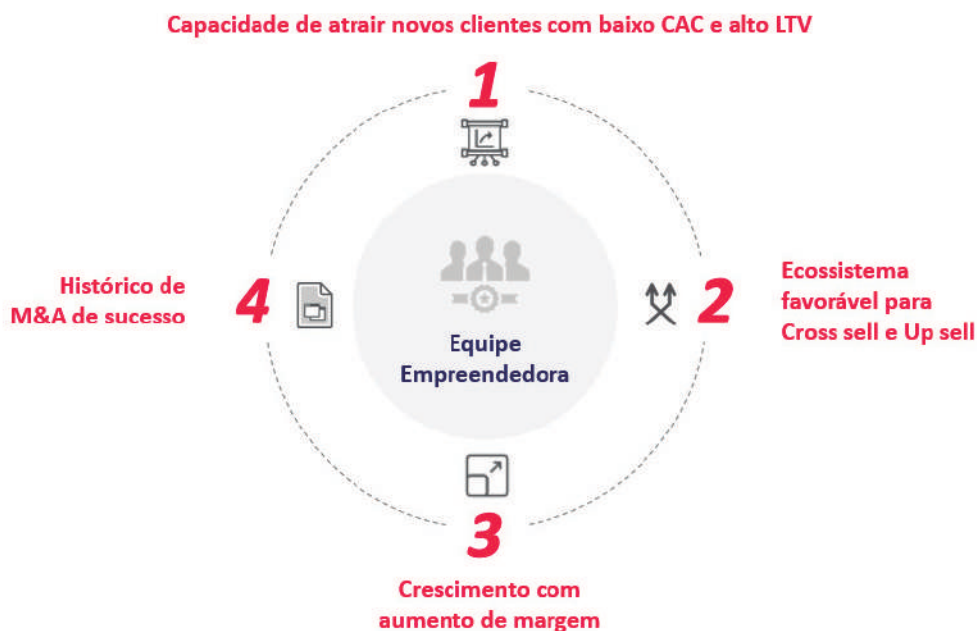 Capacidade de atrair novos clientes com baixo CAC e alto LTV
1
Histórico de
M&A de sucesso
4
Equipe
Empreendedora
2
Ecossistema
favorável para
Cross sell e Up sell
3
Crescimento com
aumento de margem